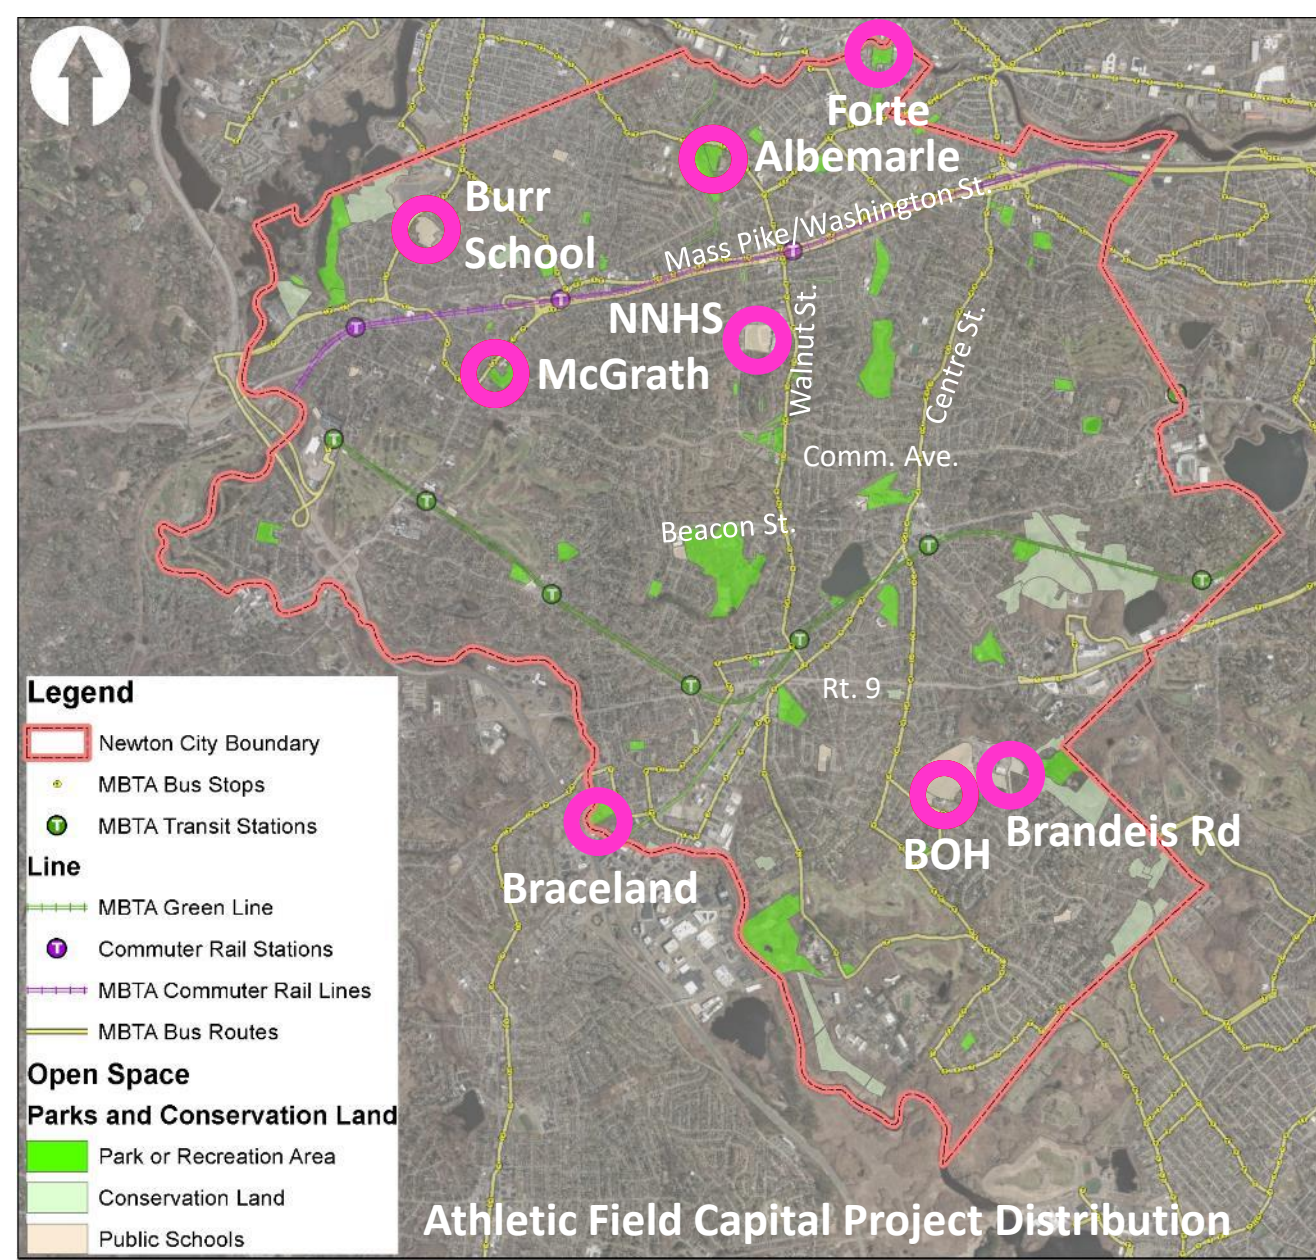 Forte
Albemarle
Burr
School
Mass Pike/Washington St.
NNHS
McGrath
Walnut St.
Centre St.
Comm. Ave.
Beacon St.
Rt. 9
BOH
Brandeis Rd
Braceland
Legend
Newton City Boundary
MBTA Bus Stops
T MBTA Transit Stations
Line
MBTA Green Line
T Commuter Rail Stations
MBTA Commuter Rail Lines
MBTA Bus Routes
Open Space
Parks and Conservation Land
Park or Recreation Area
Conservation Land
Public Schools
Athletic Field Capital Project Distribution